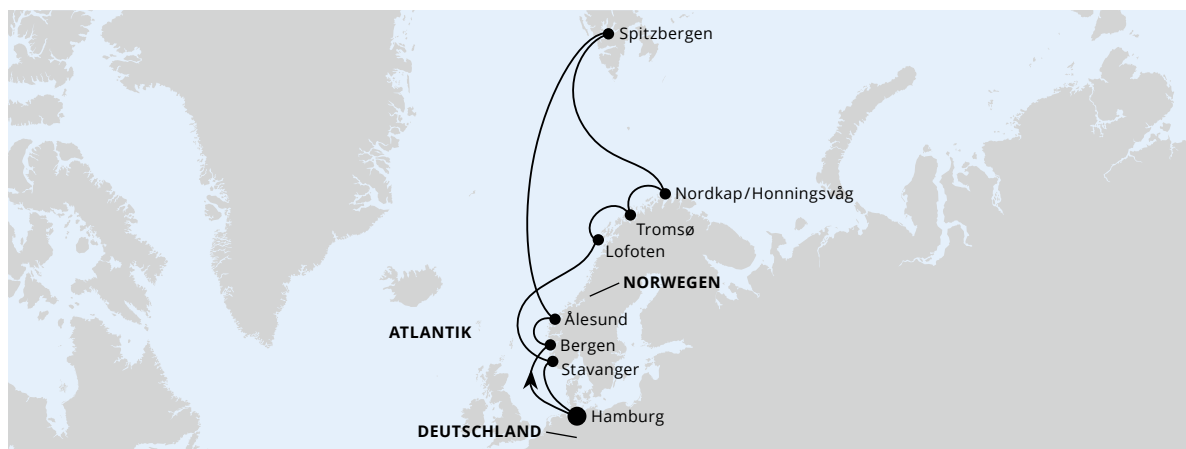 Spitzbergen
Nordkap/Honningsvåg
Tromsø
Lofoten
NORWEGEN
Ålesund
ATLANTIK
Bergen
Stavanger
Hamburg
DEUTSCHLAND